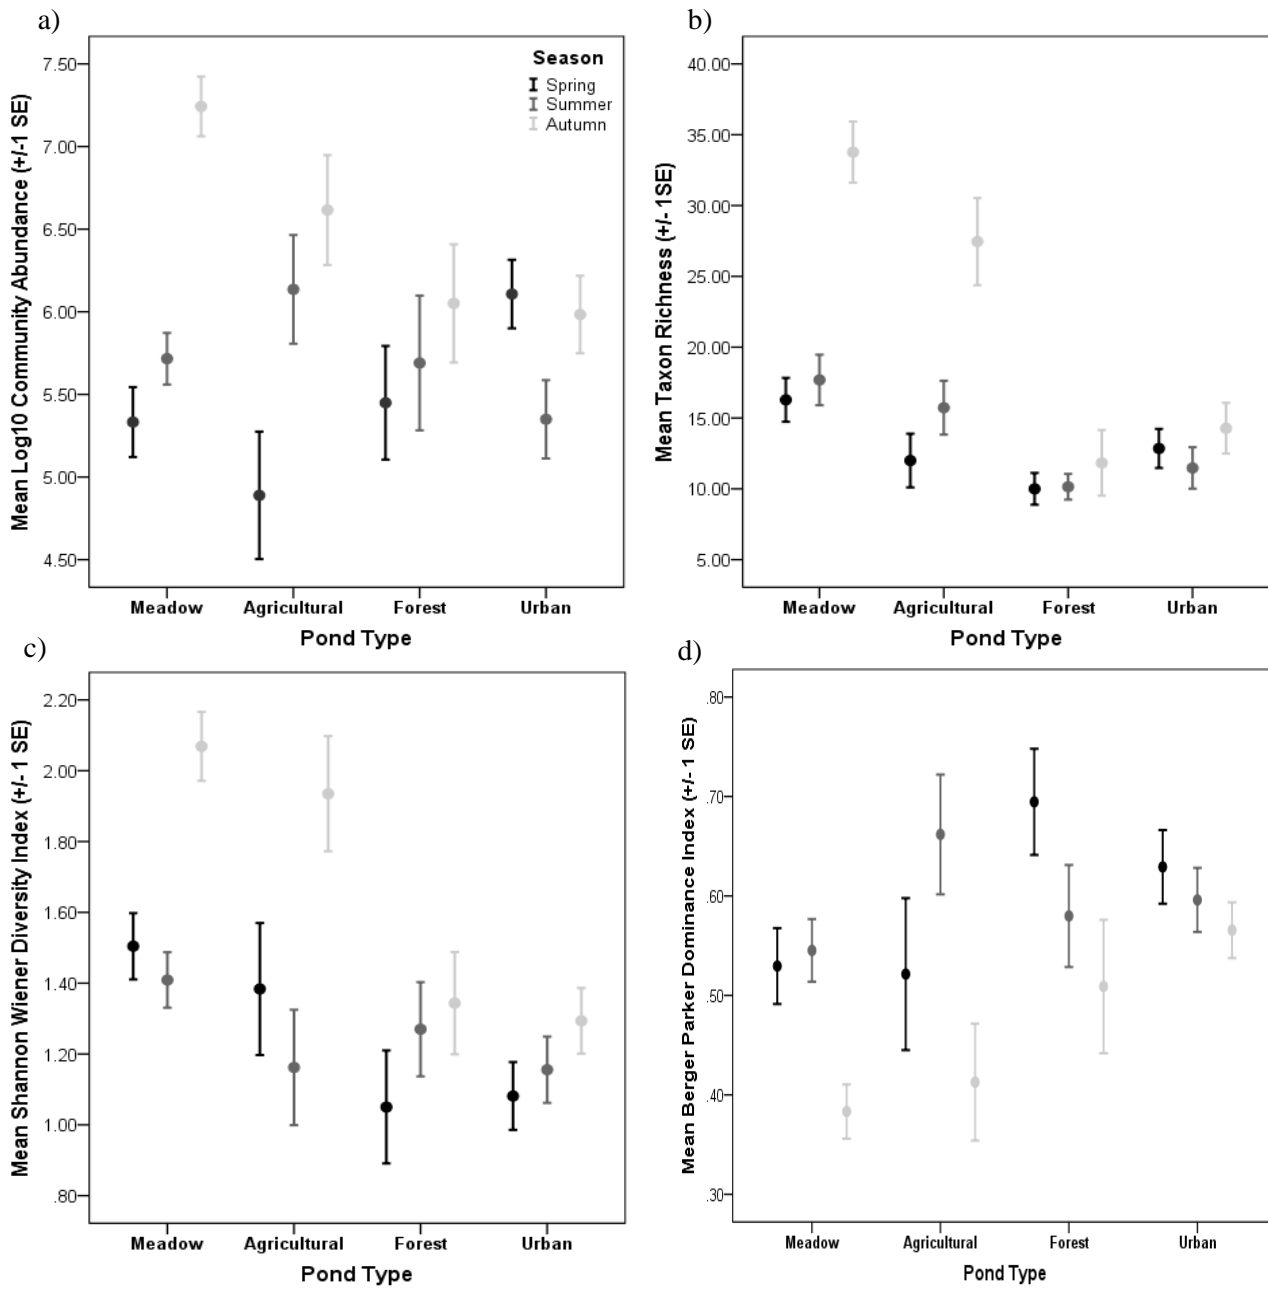 a)
Mean Log10 Community Abundance (+/-1 SE)
7.50
7.00
6.50
6.00
5.50
5.00
4.50
Season
Spring
Summer
Autumn
Meadow Agricultural Forest Urban
Pond Type
b)
Mean Taxon Richness (+/-1SE)
40.00
35.00
30.00
25.00
20.00
15.00
10.00
5.00
Meadow Agricultural Forest Urban
Pond Type
c)
Mean Shannon Wiener Diversity Index (+/-1 SE)
2.20
2.00
1.80
1.60
1.40
1.20
1.00
.80
Meadow Agricultural Forest Urban
Pond Type
d)
Mean Berger Parker Dominance Index (+/-1 SE)
.80
.70
.60
.50
.40
.30
Meadow Agricultural Forest Urban
Pond Type